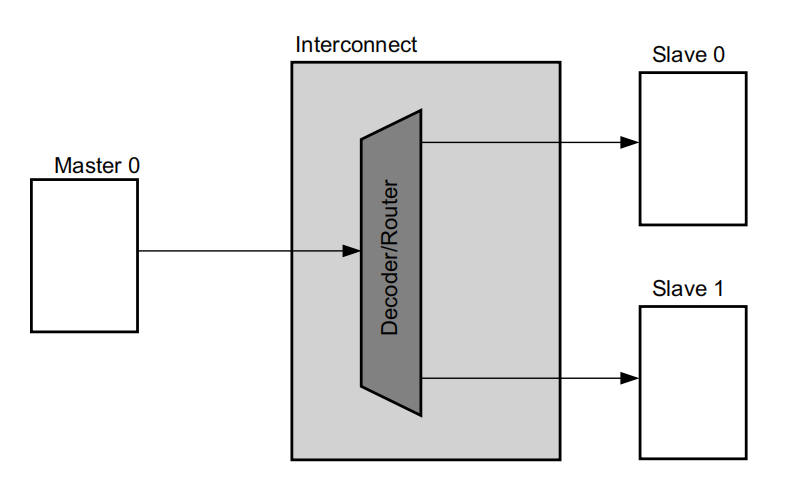 Interconnect
Slave 0
Master 0
Decoder/Router
Slave 1